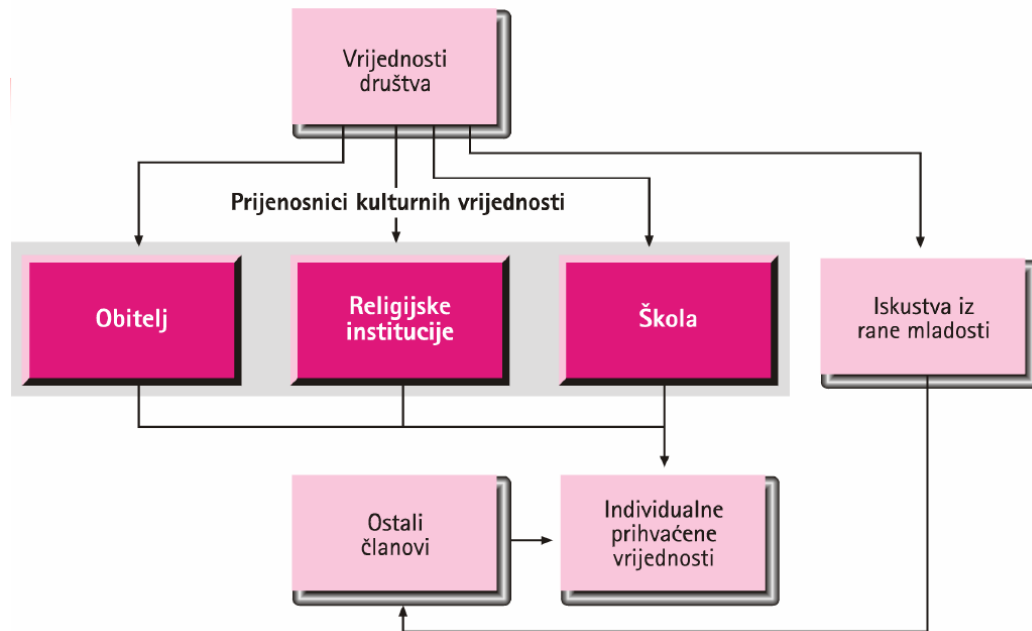 Vrijednosti
društva
Prijenosnici kulturnih vrijednosti
Obitelj
Religijske
institucije
Škola
Iskustva iz
rane mladosti
Ostali
članovi
Individualne
prihvaćene
vrijednosti